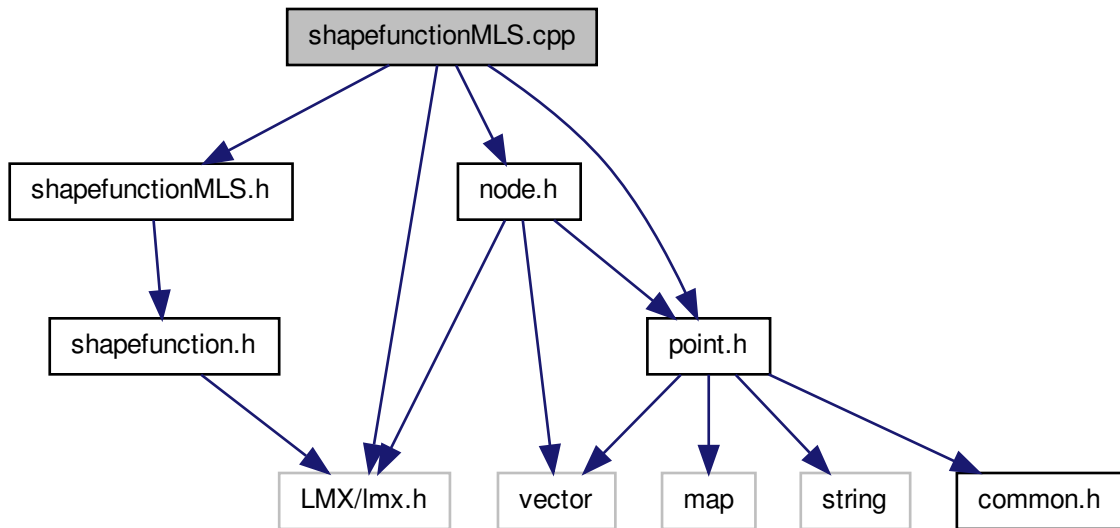 shapefunctionMLS.cpp
shapefunctionMLS.h
node.h
shapefunction.h
point.h
LMX/lmx.h
vector
map
string
common.h